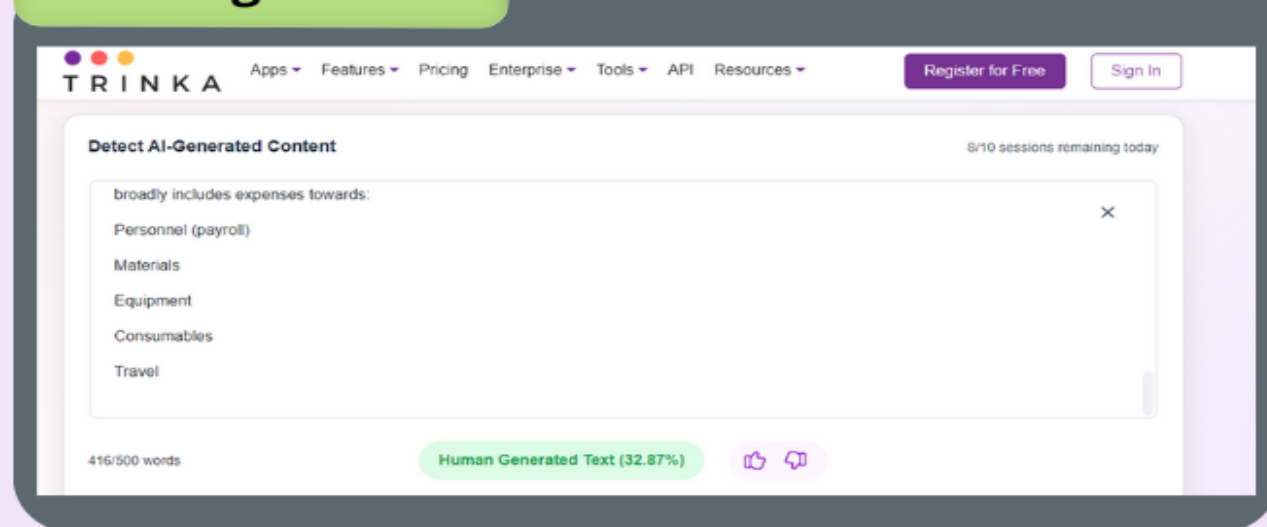 TRINKA
Apps Features Pricing Enterprise Tools API Resources
Register for Free
Sign In
Detect AI-Generated Content
8/10 sessions remaining today
broadly includes expenses towards:
Personnel (payroll)
Materials
Equipment
Consumables
Travel
416/500 words
Human Generated Text (32.87%)